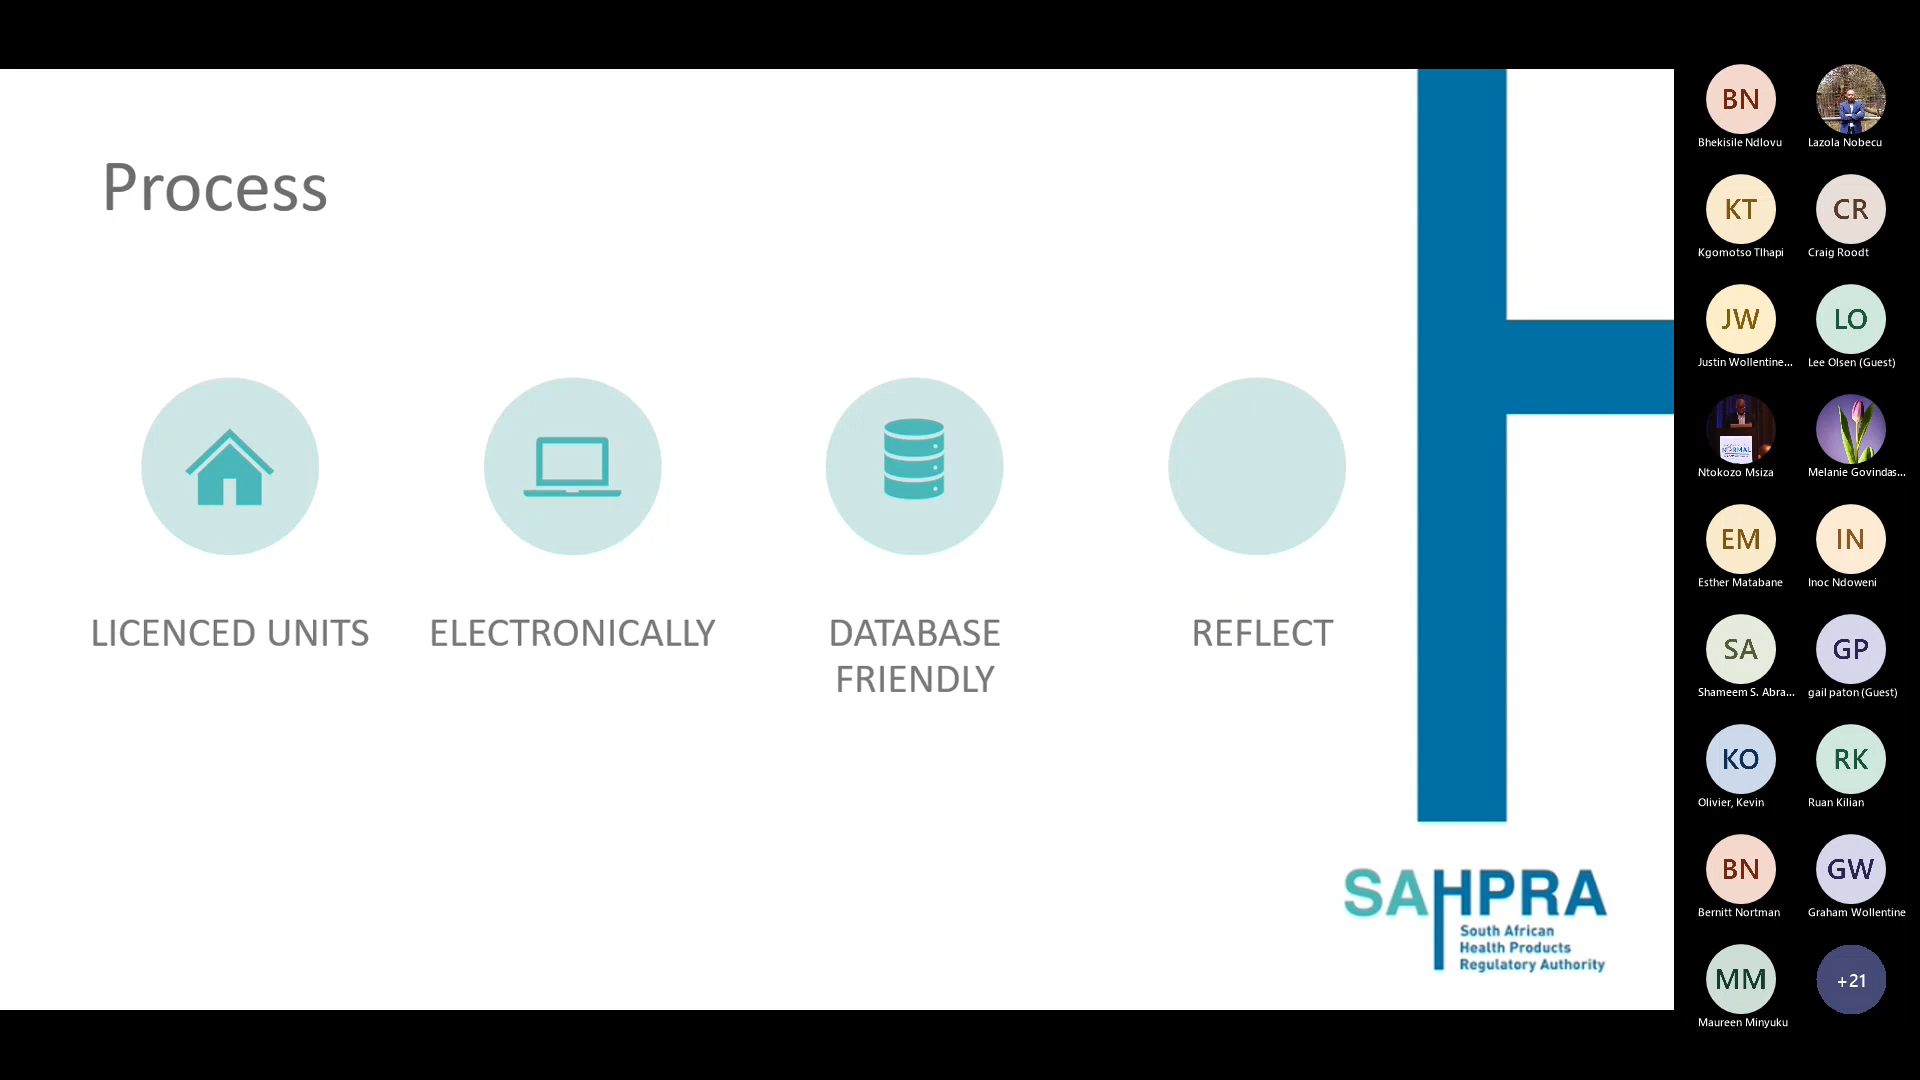 Process
LICENCED UNITS
ELECTRONICALLY
DATABASE
FRIENDLY
REFLECT
SAHPRA
South African
Health Products
Regulatory Authority
BN
Bhekisile Ndlovu
Lazola Nobecu
KT
Kgomotso Tlhapi
CR
Craig Roodt
JW
Justin Wollentine...
LO
Lee Olsen (Guest)
Ntokozo Msiza
Melanie Govindas...
EM
Esther Matabane
IN
Inoc Ndoweni
SA
Shameem S. Abra...
GP
gail paton (Guest)
KO
Olivier, Kevin
RK
Ruan Kilian
BN
Bernitt Nortman
GW
Graham Wollentine
MM
Maureen Minyuku
+21